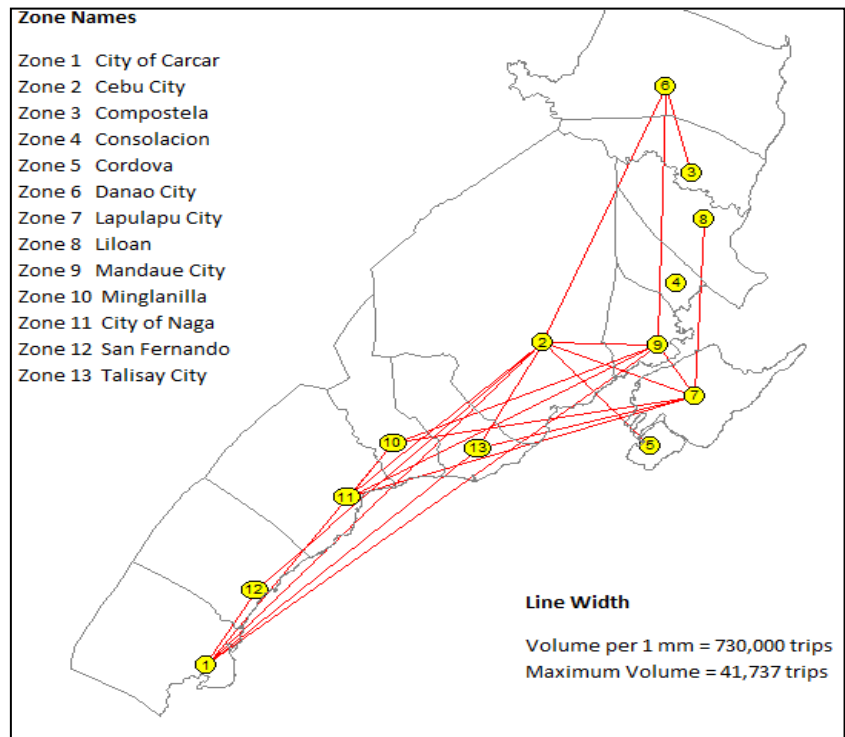 Zone Names
Zone 1 City of Carcar
Zone 2 Cebu City
Zone 3 Compostela
Zone 4 Consolacion
Zone 5 Cordova
Zone 6 Danao City
Zone 7 Lapulapu City
Zone 8 Liloan
Zone 9 Mandaue City
Zone 10 Minglanilla
Zone 11 City of Naga
Zone 12 San Fernando
Zone 13 Talisay City
6
3
8
4
2
9
7
10
13
5
11
12
1
Line Width
Volume per 1 mm = 730,000 trips
Maximum Volume = 41,737 trips